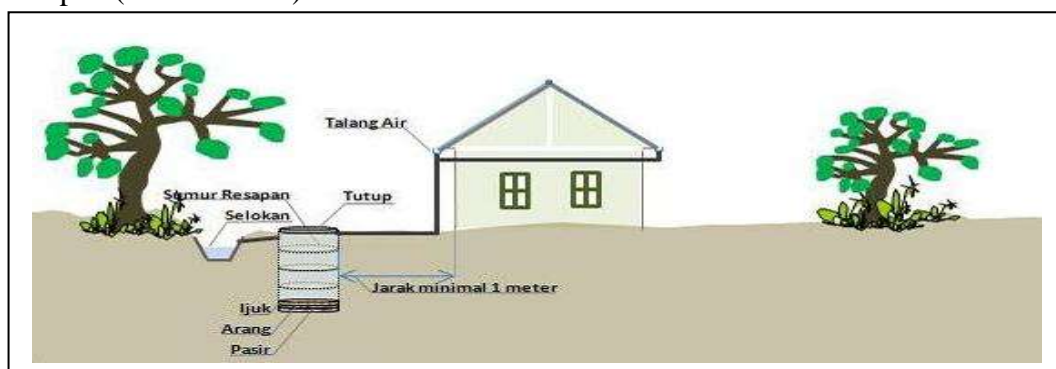 Talang Air
Sumur Resapan
Tutup
Selokan
Jarak minimal 1 meter
Ijuk
Arang
Pasir